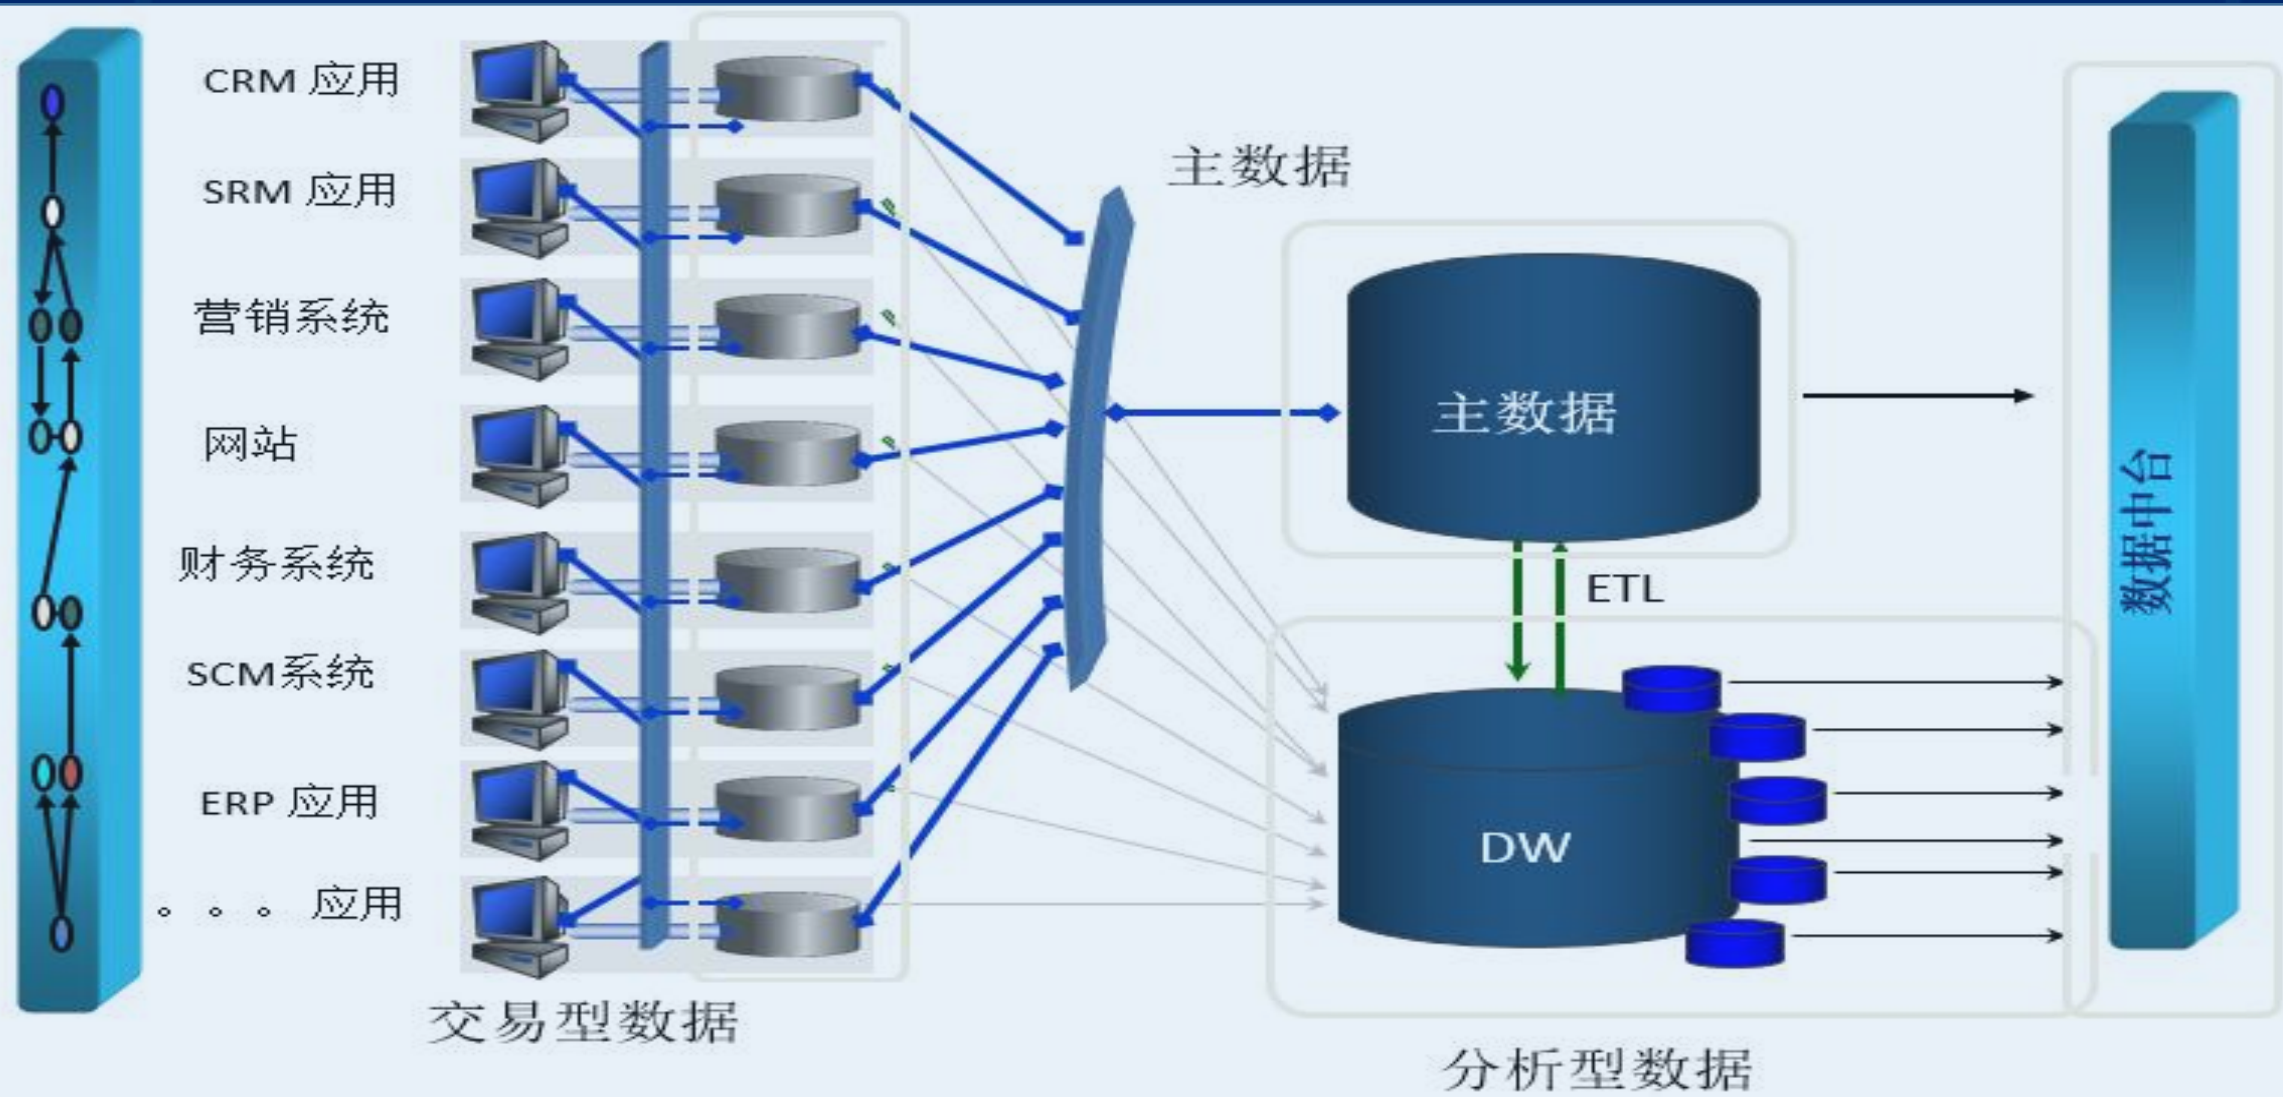 CRM 应用
SRM 应用
营销系统
网站
财务系统
SCM系统
ERP 应用
。。。应用
交易型数据
主数据
主数据
ETL
DW
分析型数据
数据中台